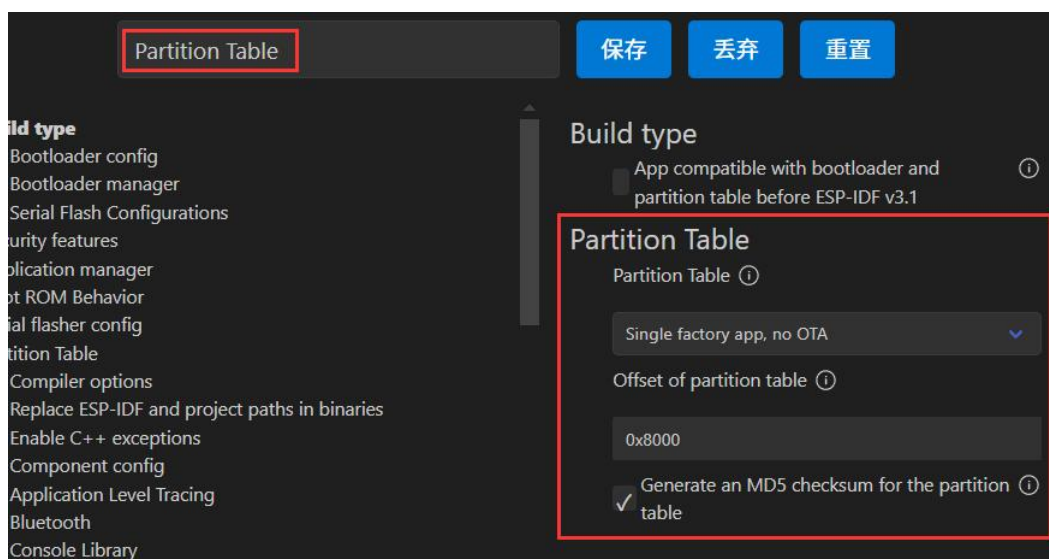 Partition Table
保存
丢弃
重置
ild type
Bootloader config
Bootloader manager
Serial Flash Configurations
urity features
plication manager
ot ROM Behavior
ial flasher config
tition Table
Compiler options
Replace ESP-IDF and project paths in binaries
Enable C++ exceptions
Component config
Application Level Tracing
Bluetooth
Console Library
Build type
App compatible with bootloader and
partition table before ESP-IDF v3.1
Partition Table
Partition Table
Single factory app, no OTA
Offset of partition table
0x8000
Generate an MD5 checksum for the partition
table